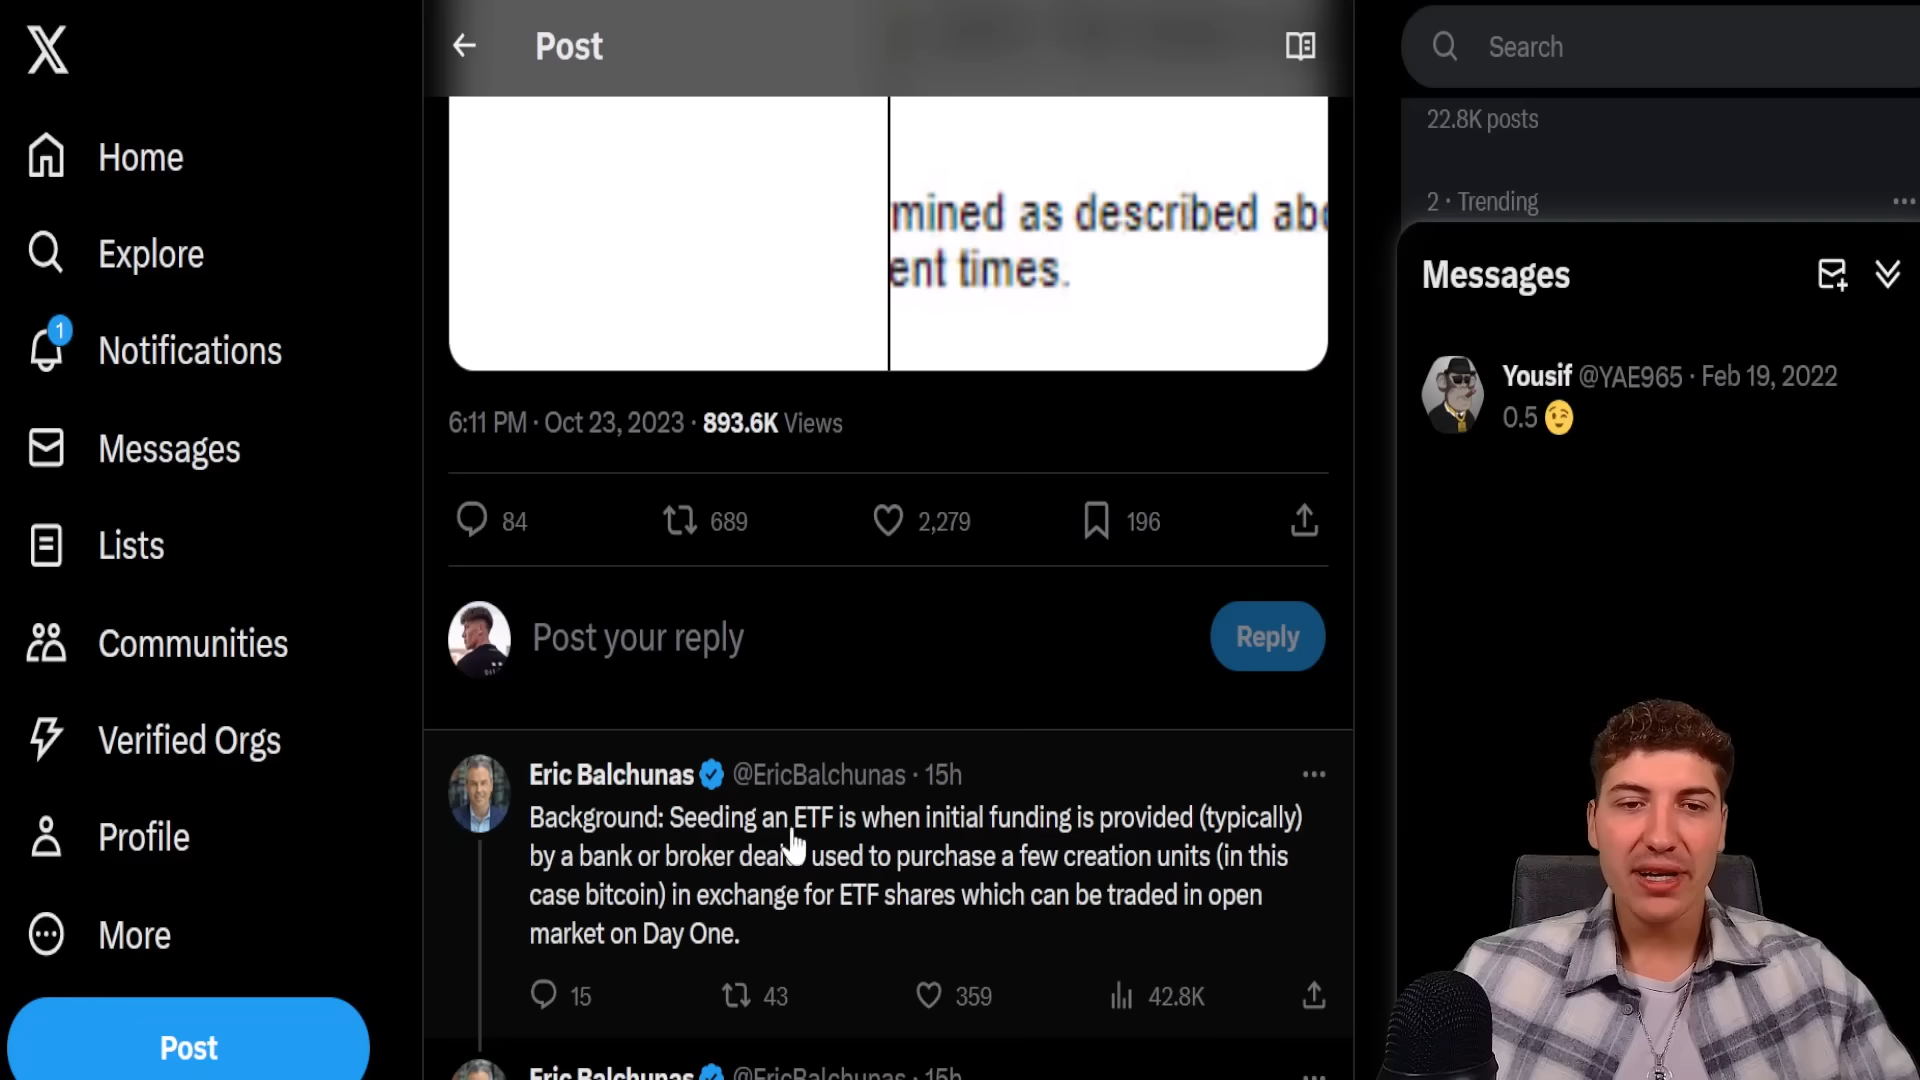 X
Home
Explore
1
Notifications
Messages
Lists
Communities
Verified Orgs
Profile
More
Post
Post
mined as described
ent times.
6:11 PM · Oct 23, 2023 · 893.6K Views
84
689
2,279
196
Post your reply
Reply
Eric Balchunas @EricBalchunas · 15h
Background: Seeding an ETF is when initial funding is provided (typically)
by a bank or broker used to purchase a few creation units (in this
case bitcoin) in exchange for ETF shares which can be traded in open
market on Day One.
15
43
359
42.8K
Eric Balchunas @EricBalchunas · 15h
Search
22.8K posts
2 · Trending
Messages
Yousif @YAE965 · Feb 19, 2022
0.5 😉